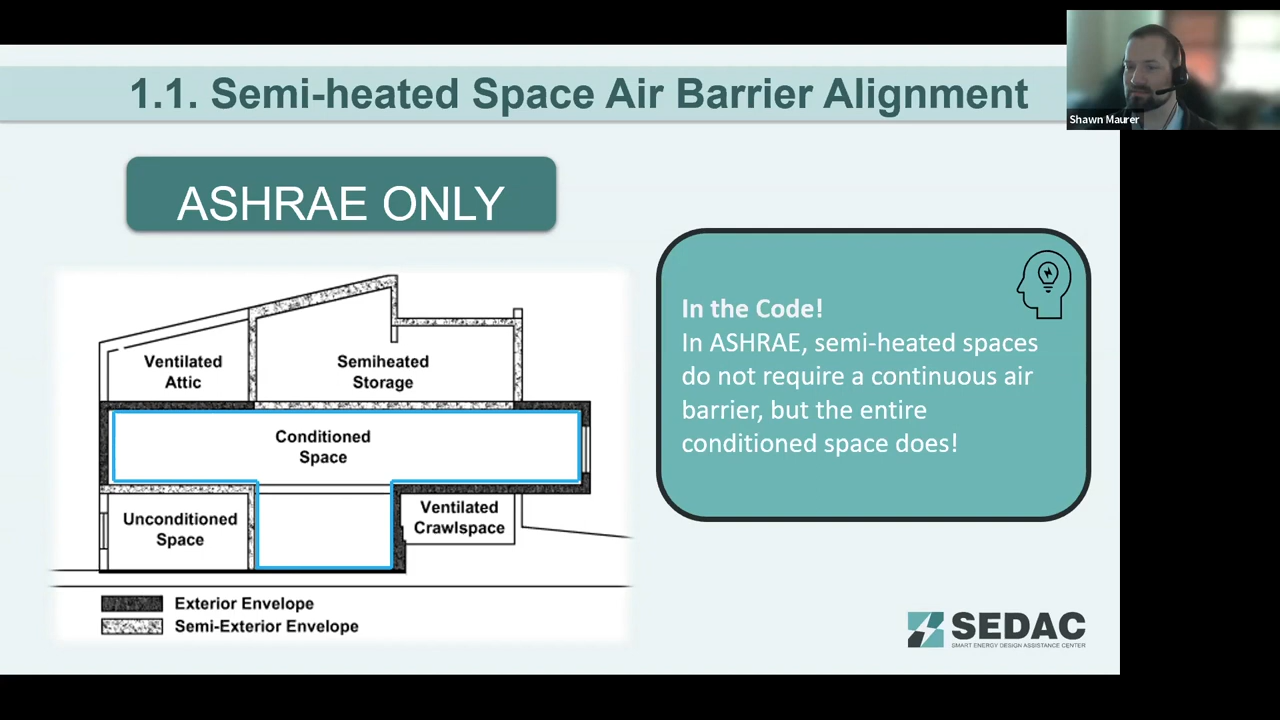 1.1. Semi-heated Space Air Barrier Alignment
Shawn Maurer
ASHRAE ONLY
In the Code!
In ASHRAE, semi-heated spaces
do not require a continuous air
barrier, but the entire
conditioned space does!
Ventilated
Attic
Semiheated
Storage
Conditioned
Space
Unconditioned
Space
Ventilated
Crawlspace
Exterior Envelope
Semi-Exterior Envelope
SEDAC
SMART ENERGY DESIGN ASSISTANCE CENTER